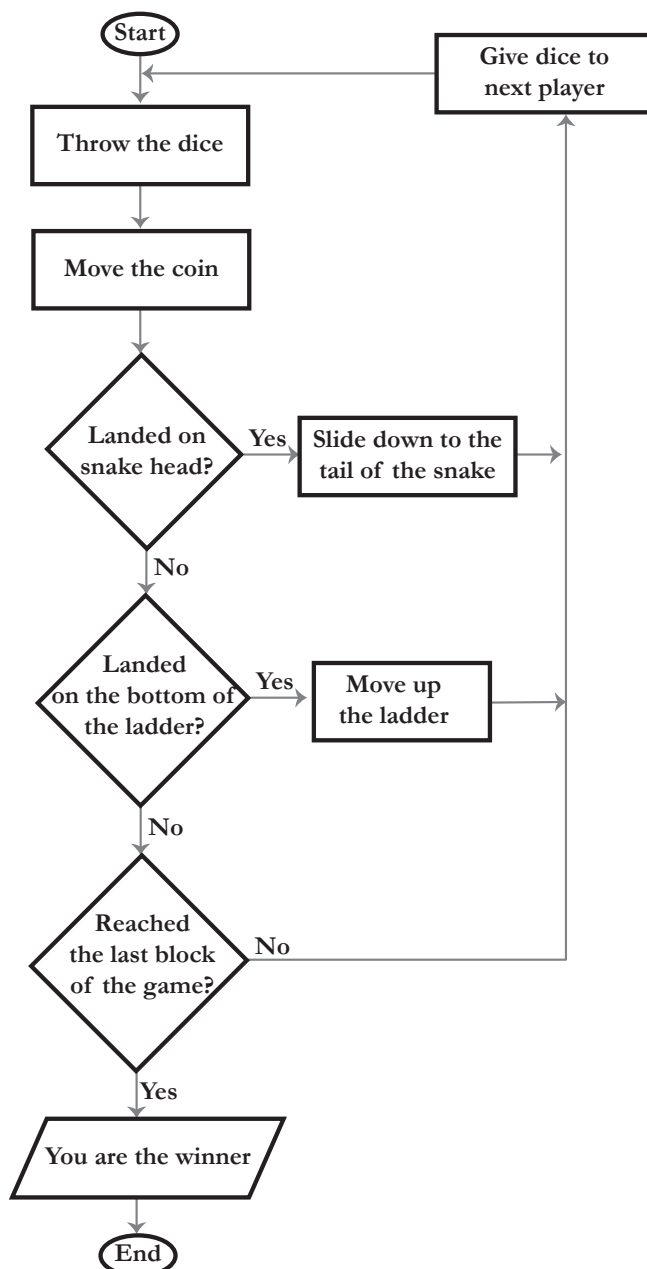 Start
Give dice to
next player
Throw the dice
Move the coin
Landed on
snake head?
Yes
Slide down to the
tail of the snake
No
Landed
on the bottom of
the ladder?
Yes
Move up
the ladder
No
Reached
the last block
of the game?
No
Yes
You are the winner
End